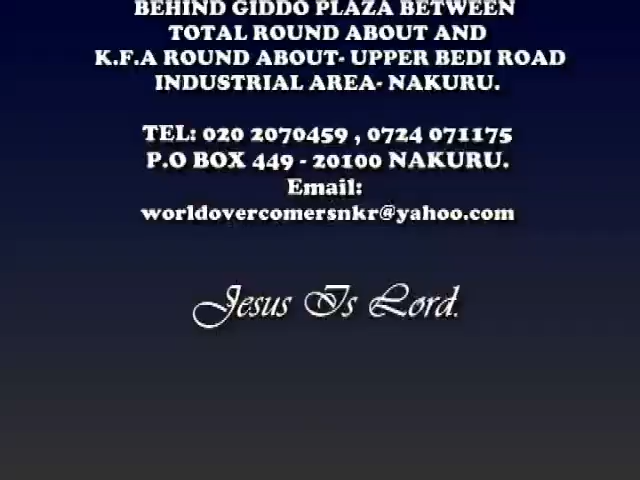 BEHIND GIDDO PLAZA BETWEEN
TOTAL ROUND ABOUT AND
K.F.A ROUND ABOUT- UPPER BEDI ROAD
INDUSTRIAL AREA- NAKURU.
TEL: 020 2070459 , 0724 071175
P.O BOX 449 - 20100 NAKURU.
Email:
worldovercomersnkr@yahoo.com
Jesus Is Lord.